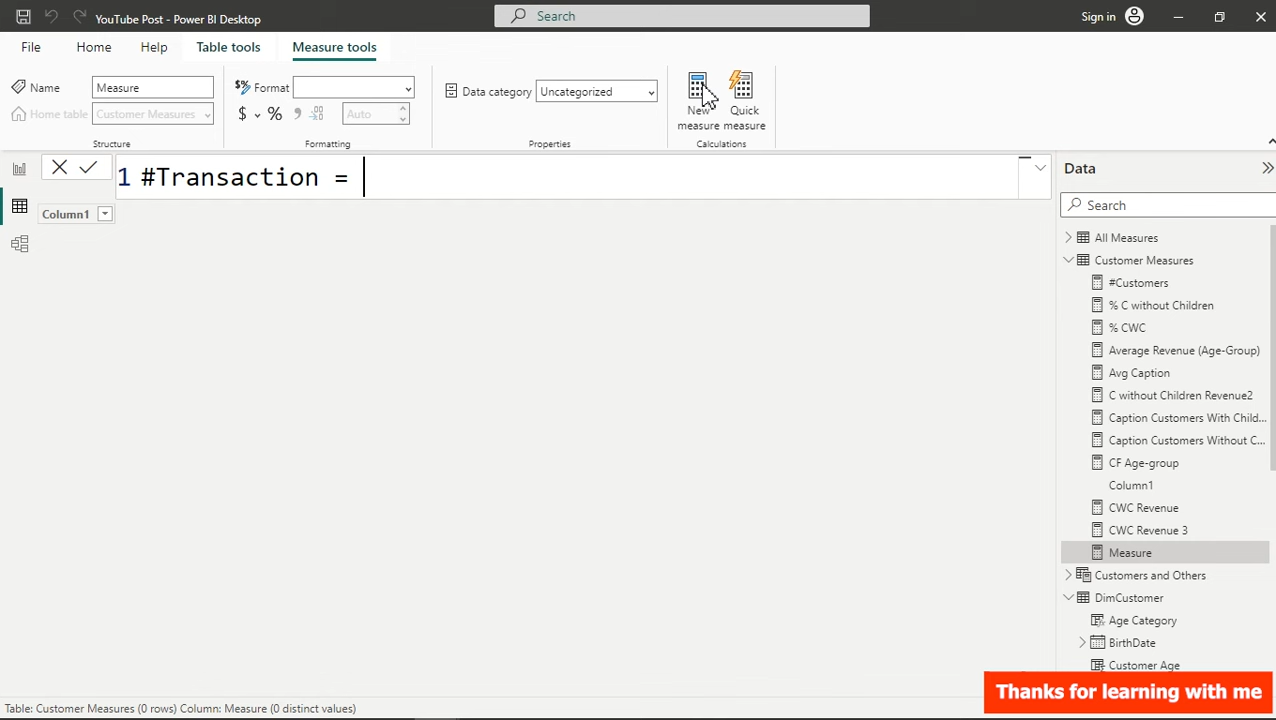 YouTube Post - Power BI Desktop
Search
Sign in
File
Home
Help
Table tools
Measure tools
Name
Measure
Format
Data category
Uncategorized
New measure
Quick measure
Home table
Customer Measures
$
%
Auto
Structure
Formatting
Properties
Calculations
1 #Transaction =
Data
Column1
Search
All Measures
Customer Measures
#Customers
% C without Children
% CWC
Average Revenue (Age-Group)
Avg Caption
C without Children Revenue2
Caption Customers With Child...
Caption Customers Without C...
CF Age-group
Column1
CWC Revenue
CWC Revenue 3
Measure
Customers and Others
DimCustomer
Age Category
BirthDate
Customer Age
Thanks for learning with me
Table: Customer Measures (0 rows) Column: Measure (0 distinct values)